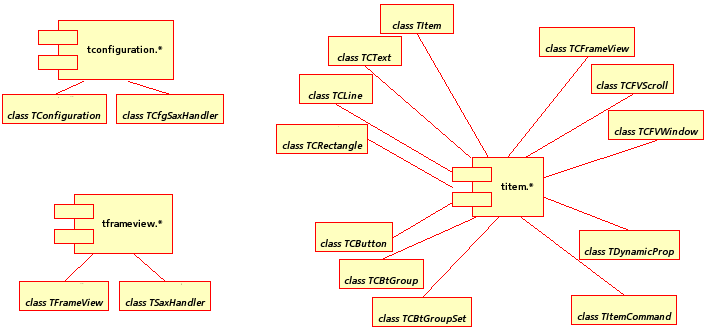 tconfiguration.*
class TConfiguration
class TCfgSaxHandler
tframeview.*
class TFrameView
class TSaxHandler
class TItem
class TCText
class TCLine
class TCRectangle
class TCFrameView
class TCFVScroll
class TCFVWindow
titem.*
class TCButton
class TCBtGroup
class TCBtGroupSet
class TDynamicProp
class TItemCommand